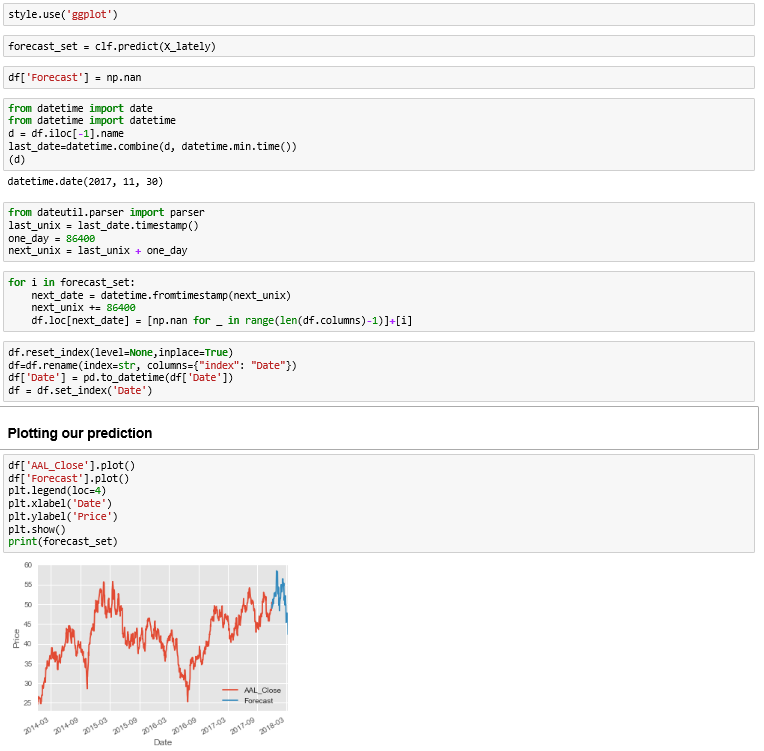 style.use('ggplot')
forecast_set = clf.predict(X_lately)
df['Forecast'] = np.nan
from datetime import date
from datetime import datetime
d = df.iloc[-1].name
last_date=datetime.combine(d, datetime.min.time())
(d)
datetime.date(2017, 11, 30)
from dateutil.parser import parser
last_unix = last_date.timestamp()
one_day = 86400
next_unix = last_unix + one_day
for i in forecast_set:
    next_date = datetime.fromtimestamp(next_unix)
    next_unix += 86400
    df.loc[next_date] = [np.nan for _ in range(len(df.columns)-1)]+[i]
df.reset_index(level=None,inplace=True)
df=df.rename(index=str, columns={"index": "Date"})
df['Date'] = pd.to_datetime(df['Date'])
df = df.set_index('Date')
Plotting our prediction
df['AAL_Close'].plot()
df['Forecast'].plot()
plt.legend(loc=4)
plt.xlabel('Date')
plt.ylabel('Price')
plt.show()
print(forecast_set)
60
55
50
45
40
35
30
25
Price
AAL_Close
Forecast
2014-03
2014-09
2015-03
2015-09
2016-03
2016-09
2017-03
2017-09
2018-03
Date